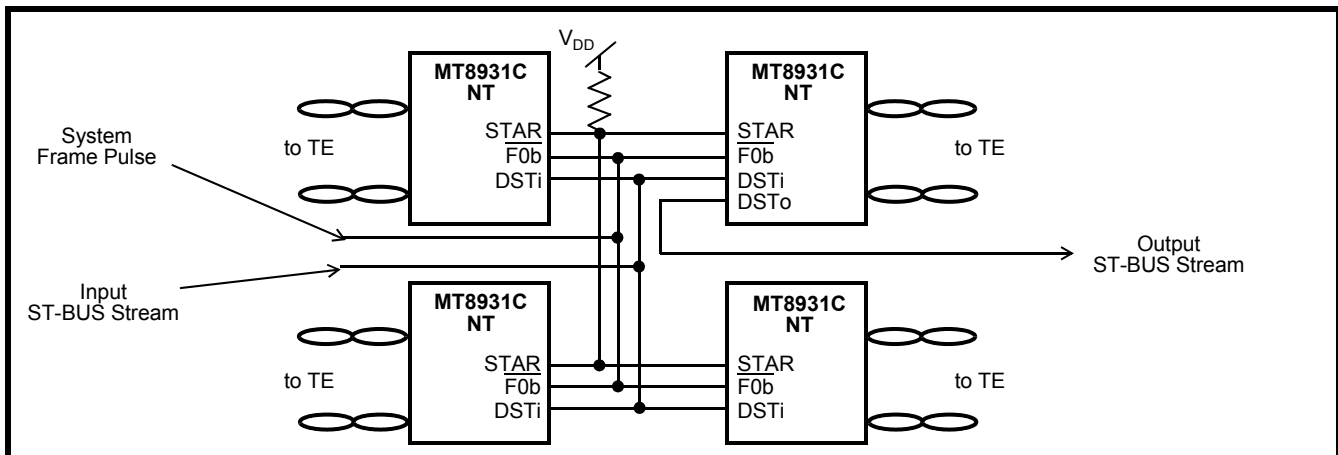 V_DD
MT8931C
NT
STAR
F0b
DSTi
to TE
MT8931C
NT
STAR
F0b
DSTi
DSTo
to TE
System
Frame Pulse
Input
ST-BUS Stream
Output
ST-BUS Stream
MT8931C
NT
STAR
F0b
DSTi
to TE
MT8931C
NT
STAR
F0b
DSTi
to TE